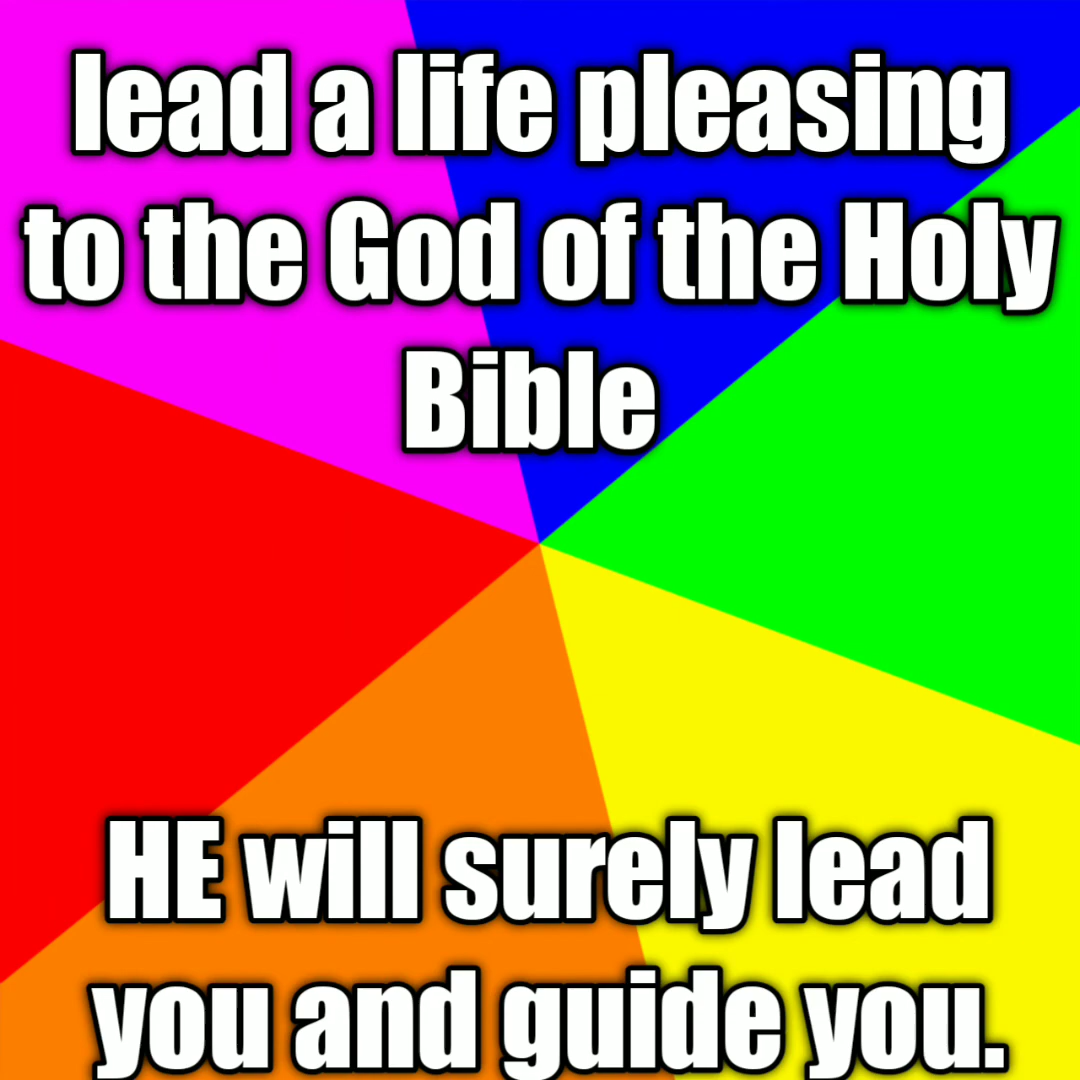 lead a life pleasing
to the God of the Holy
Bible
HE will surely lead
you and guide you.